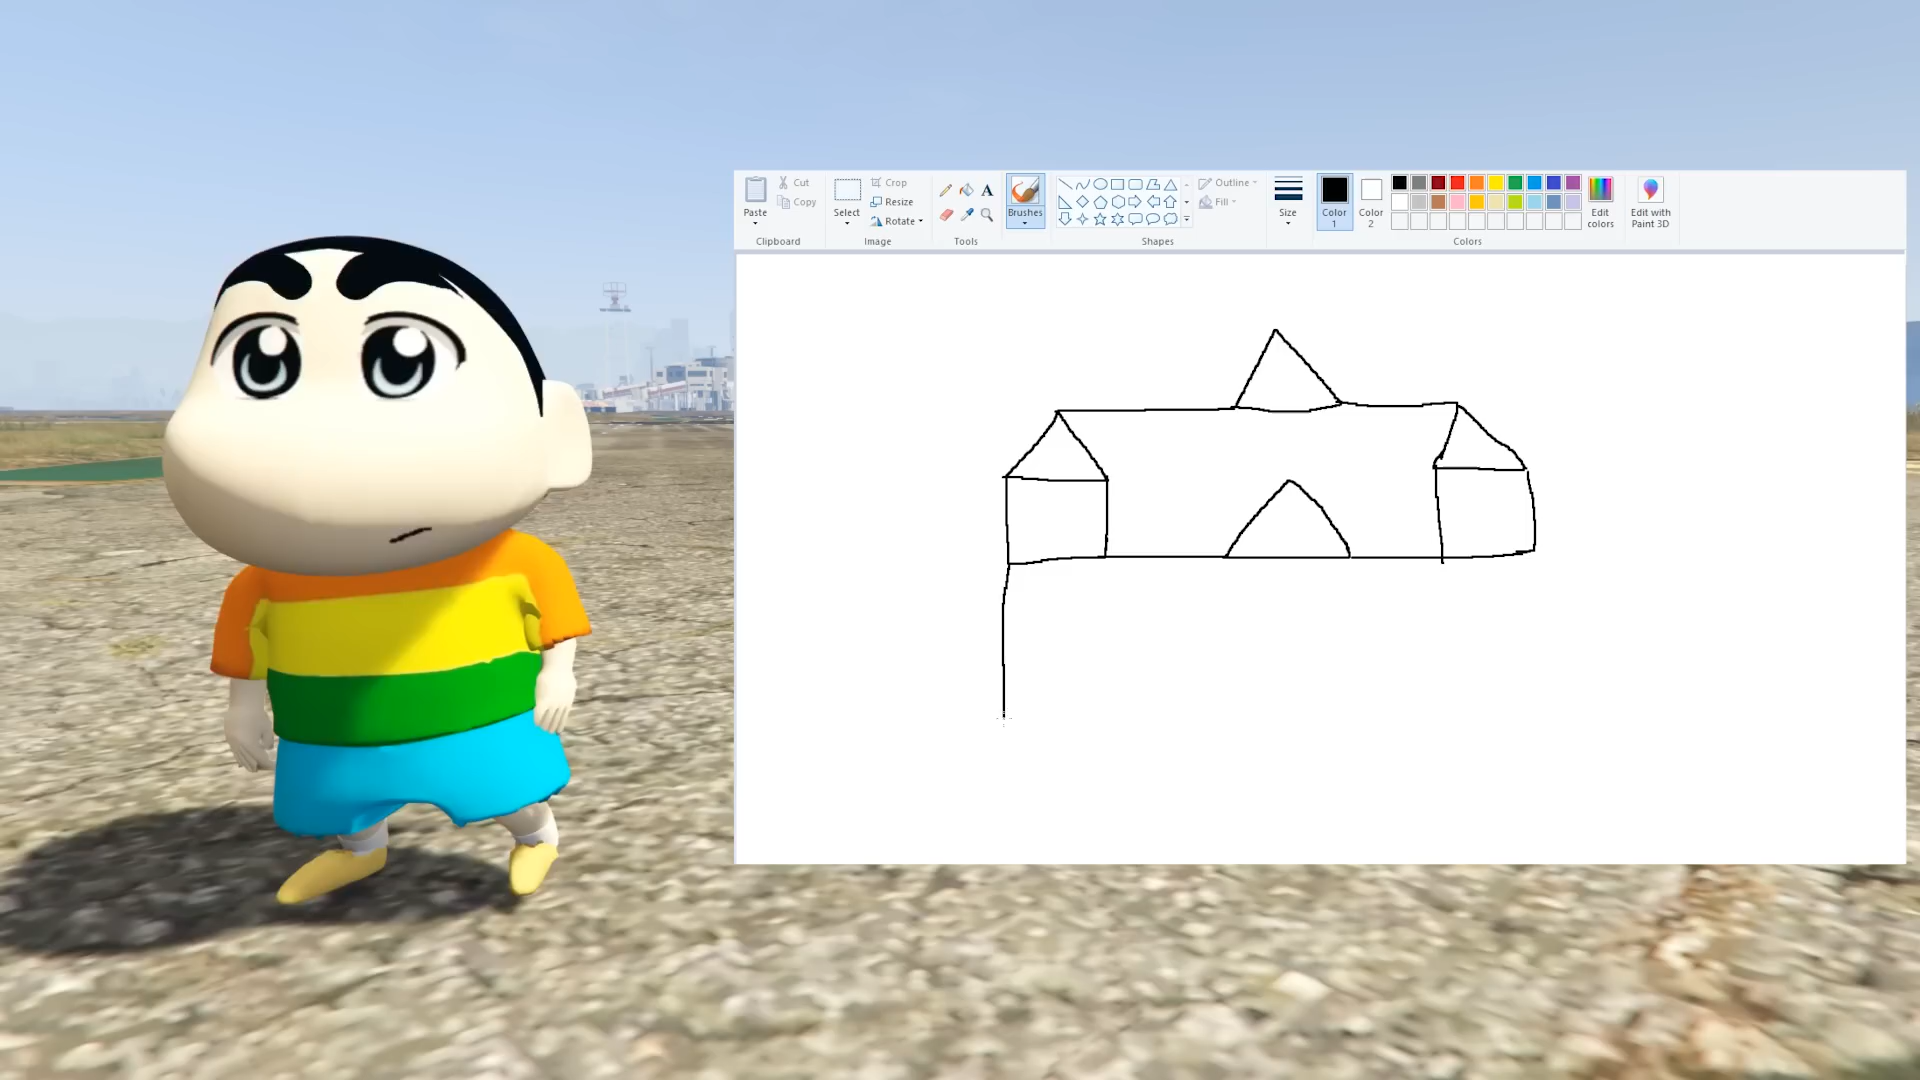 Paste
Cut
Copy
Clipboard
Select
Crop
Resize
Rotate
Image
A
Tools
Brushes
Shapes
Outline
Fill
Size
Color
1
Color
2
Colors
Edit
colors
Edit with
Paint 3D